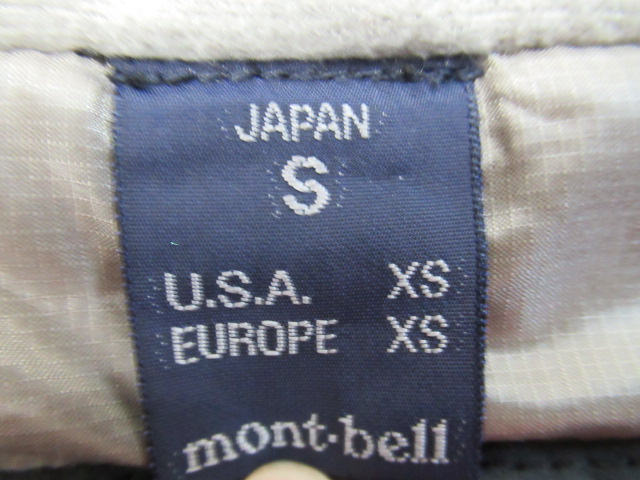 JAPAN
S
U.S.A. XS
EUROPE XS
mont-bell